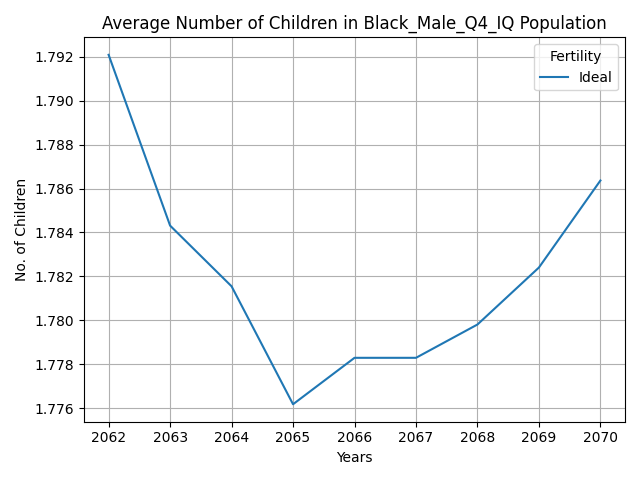 Average Number of Children in Black_Male_Q4_IQ Population
Fertility
Ideal
No. of Children
1.792
1.790
1.788
1.786
1.784
1.782
1.780
1.778
1.776
2062 2063 2064 2065 2066 2067 2068 2069 2070
Years